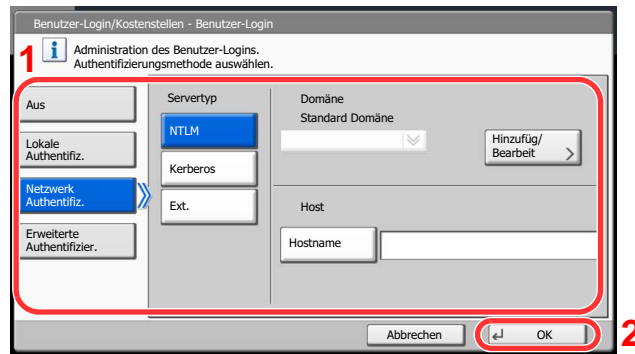 Benutzer-Login/Kostenstellen - Benutzer-Login
1
i
Administration des Benutzer-Logins.
Authentifizierungsmethode auswählen.
Aus
Lokale
Authentifiz.
Netzwerk
Authentifiz.
Erweiterte
Authentifizier.
Servertyp
NTLM
Kerberos
Ext.
Domäne
Standard Domäne
Hinzufüg/
Bearbeit
Host
Hostname
Abbrechen
OK
2